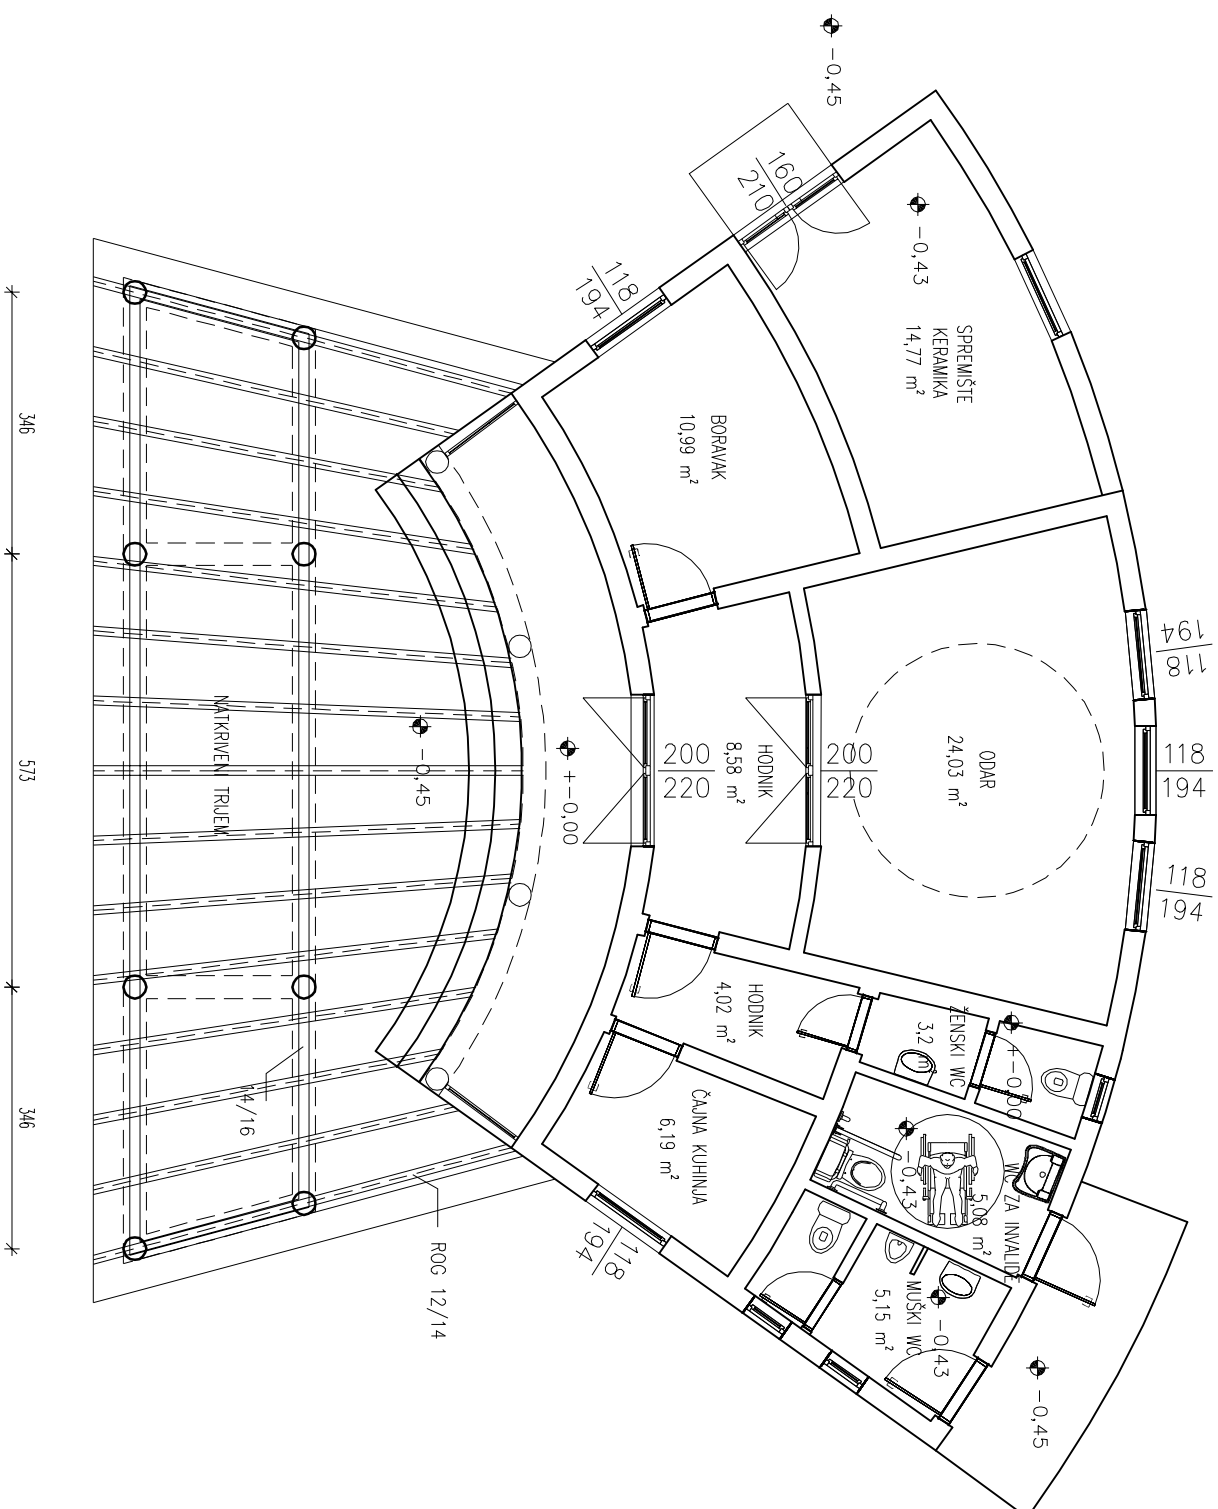 -0,45
160
210
-0,43
SPREMIŠTE
KERAMIKA
14,77 m²
118
194
BORAVAK
10,99 m²
346
573
346
NATKRIVENI TRIJEM
-0,45
+-0,00
200
220
HODNIK
8,58 m²
200
220
ODAR
24,03 m²
118
194
118
194
118
194
HODNIK
4,02 m²
ŽENSKI WC
3,2 m²
+-0,00
ČAJNA KUHINJA
6,19 m²
-0,43
WC ZA INVALIDE
5,08 m²
MUŠKI WC
5,15 m²
-0,43
-0,45
118
194
14/16
ROG 12/14